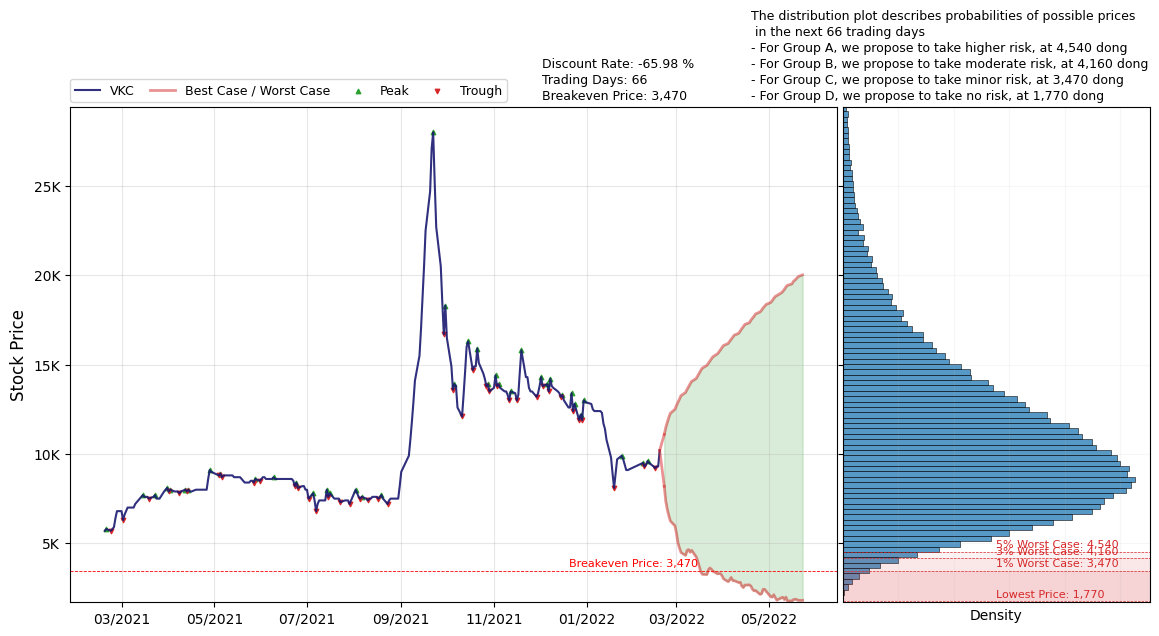 The distribution plot describes probabilities of possible prices
in the next 66 trading days
- For Group A, we propose to take higher risk, at 4,540 dong
- For Group B, we propose to take moderate risk, at 4,160 dong
- For Group C, we propose to take minor risk, at 3,470 dong
- For Group D, we propose to take no risk, at 1,770 dong
Discount Rate: -65.98 %
Trading Days: 66
Breakeven Price: 3,470
VKC
Best Case / Worst Case
Peak
Trough
Stock Price
25K
20K
15K
10K
5K
Breakeven Price: 3,470
03/2021
05/2021
07/2021
09/2021
11/2021
01/2022
03/2022
05/2022
5% Worst Case: 4,540
3% Worst Case: 4,160
1% Worst Case: 3,470
Lowest Price: 1,770
Density